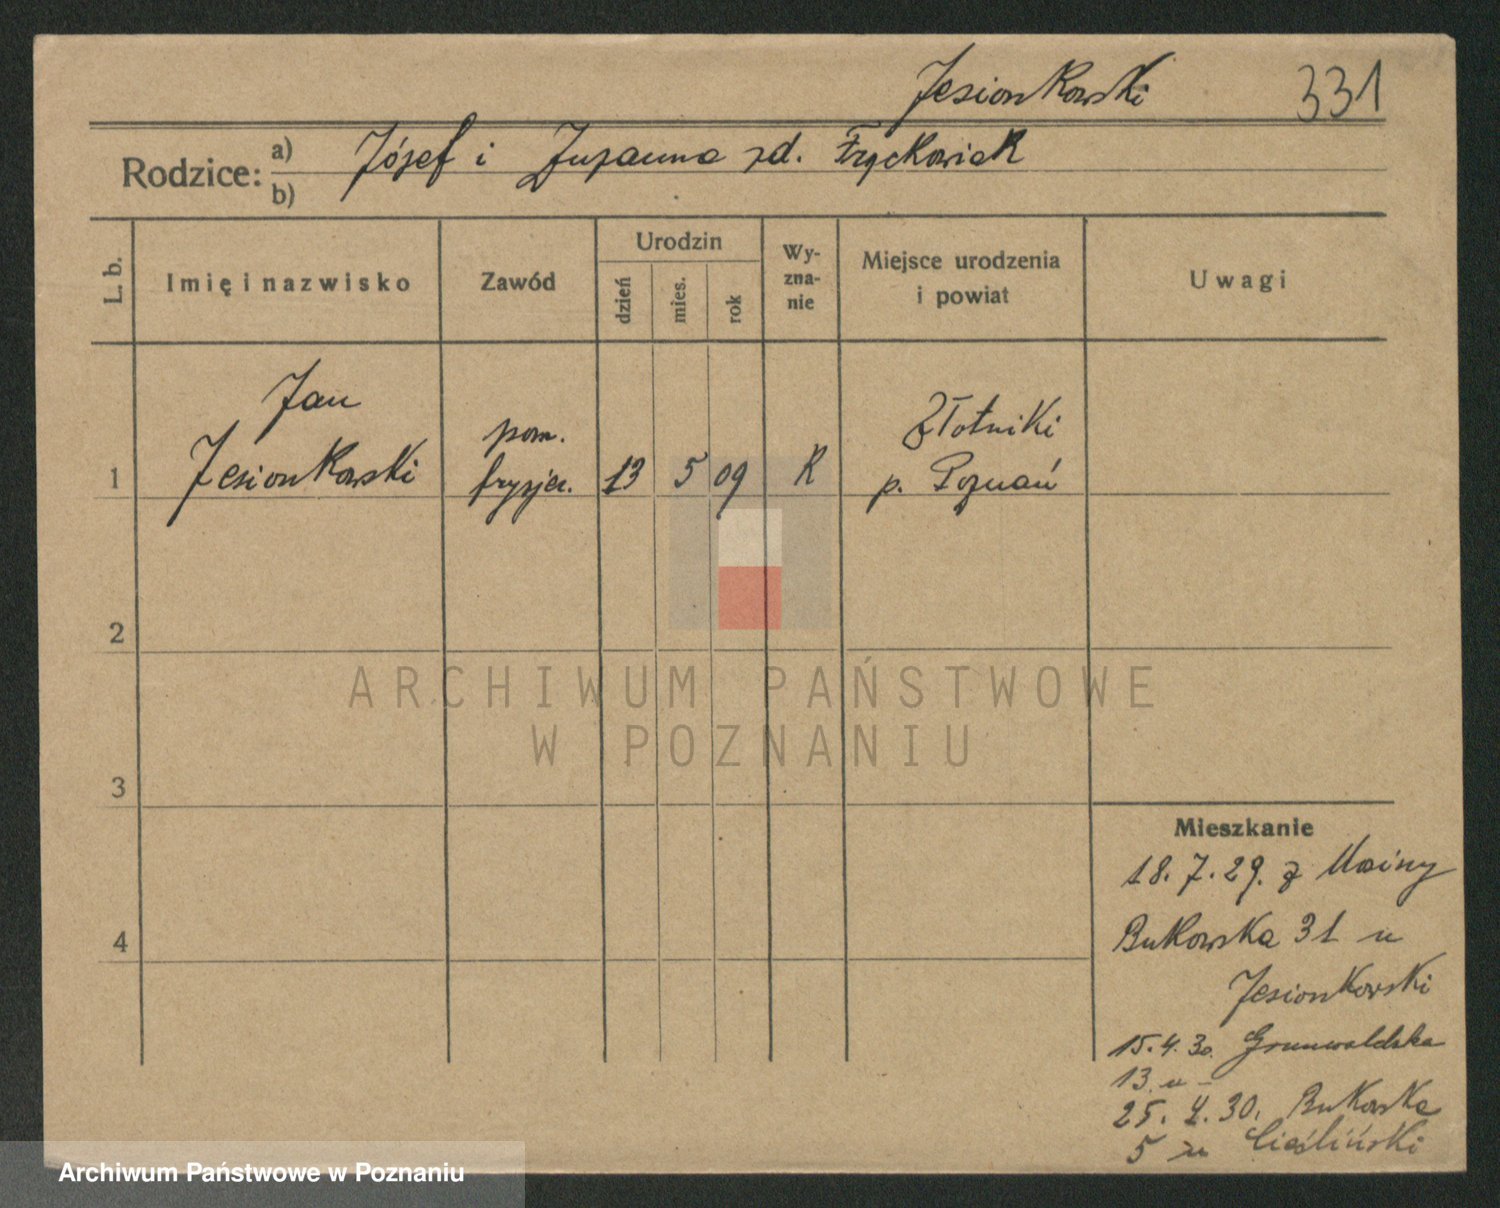 Jesionkowski 331
Rodzice: a) Józef i Zuzanna zd. Frąckowiak
b)
L. b. Imię i nazwisko Zawód Urodzin dzień mies. rok Wy-zna-nie Miejsce urodzenia i powiat Uwagi
Jan
Jesionkowski
pom.
fryzjer.
1 13 5 09 R
Złotniki
p. Poznań
2
3
4
ARCHIWUM PAŃSTWOWE
W POZNANIU
Mieszkanie
18.7.29. z
Bukowska 31 u
Jesionkowski
15.4.30. Grunwaldzka
13 u –
25.4.30. Bukowska
5 u Cieśliński
Archiwum Państwowe w Poznaniu